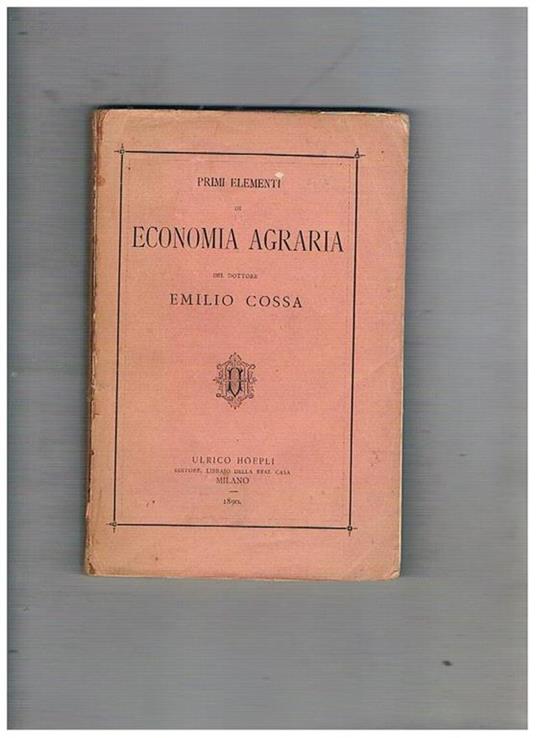 PRIMI ELEMENTI
DI
ECONOMIA AGRARIA
DEL DOTTORE
EMILIO COSSA
ULRICO HOEPLI
EDITORE, LIBRAIO DELLA REAL CASA
MILANO
1890.